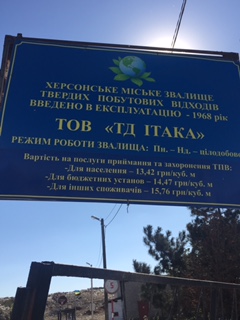 ХЕРСОНСЬКЕ МІСЬКЕ ЗВАЛИЩЕ
ТВЕРДИХ ПОБУТОВИХ ВІДХОДІВ
ВВЕДЕНО В ЕКСПЛУАТАЦІЮ - 1968 рік
ТОВ «ТД ІТАКА»
РЕЖИМ РОБОТИ ЗВАЛИЩА: Пн. – Нд. – цілодобово
Вартість на послуги приймання та захоронення ТПВ:
-Для населення – 13,42 грн/куб. м
-Для бюджетних установ – 14,47 грн/куб. м
-Для інших споживачів – 15,76 грн/куб. м